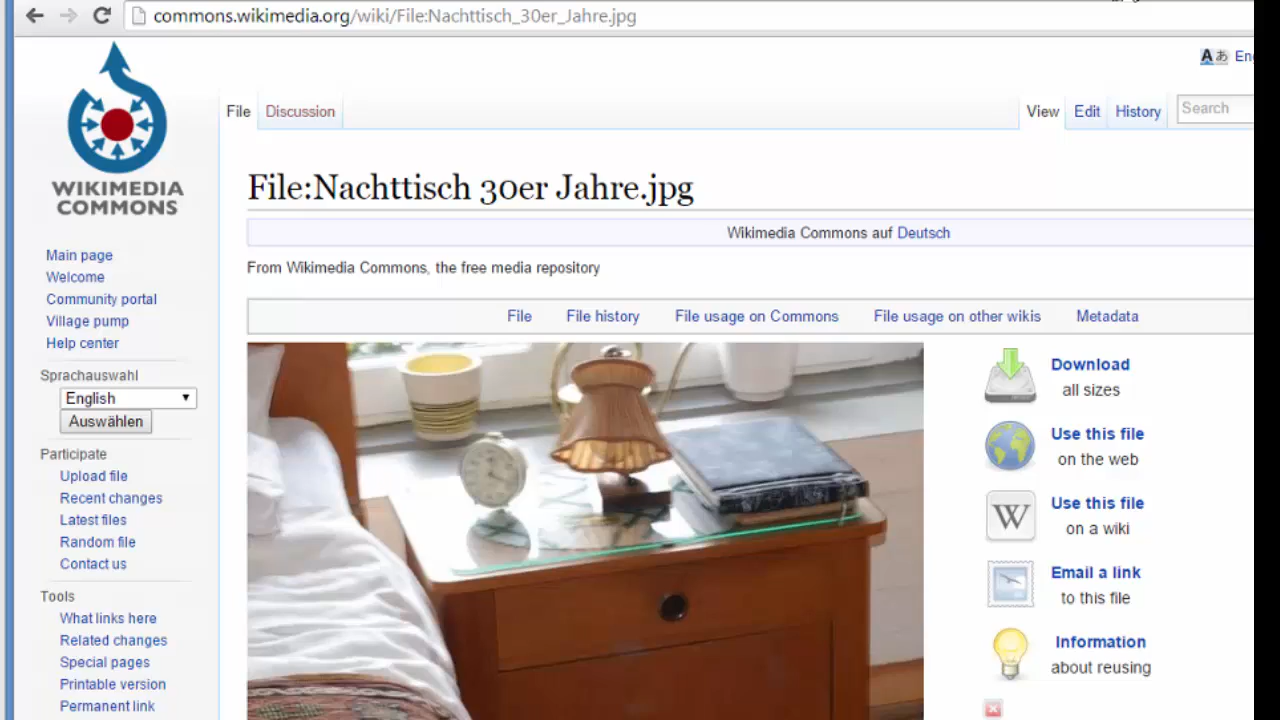 commons.wikimedia.org/wiki/File:Nachttisch_30er_Jahre.jpg
Aあ
WIKIMEDIA
COMMONS
File
Discussion
View
Edit
History
Search
File:Nachttisch 30er Jahre.jpg
Wikimedia Commons auf Deutsch
From Wikimedia Commons, the free media repository
File
File history
File usage on Commons
File usage on other wikis
Metadata
Main page
Welcome
Community portal
Village pump
Help center
Sprachauswahl
English
Auswählen
Participate
Upload file
Recent changes
Latest files
Random file
Contact us
Tools
What links here
Related changes
Special pages
Printable version
Permanent link
Download
all sizes
Use this file
on the web
W
Use this file
on a wiki
Email a link
to this file
Information
about reusing